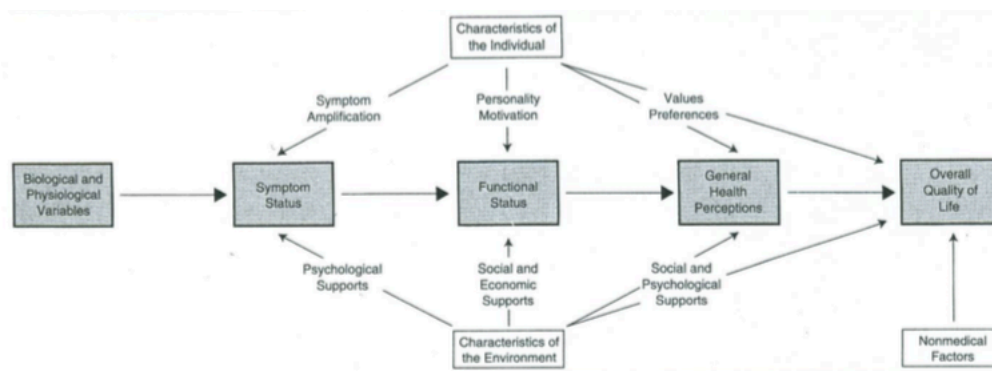 Characteristics of
the Individual
Symptom
Amplification
Personality
Motivation
Values
Preferences
Biological and
Physiological
Variables
Symptom
Status
Functional
Status
General
Health
Perceptions
Overall
Quality
of Life
Psychological
Supports
Social and
Economic
Supports
Social and
Psychological
Supports
Characteristics of
the Environment
Nonmedical
Factors